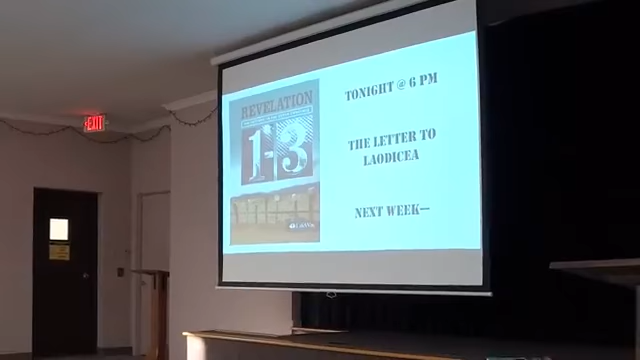 EXIT
REVELATION
1-3
TONIGHT @ 6 PM
THE LETTER TO
LAODICEA
NEXT WEEK—